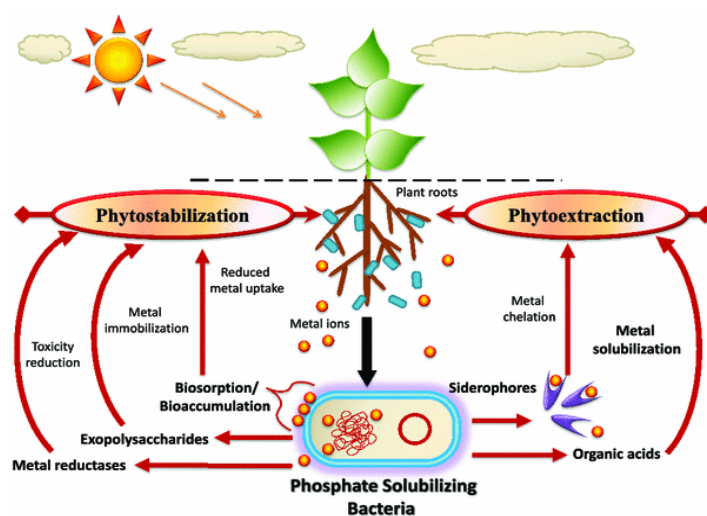 Plant roots
Phytostabilization
Phytoextraction
Reduced
metal uptake
Metal
immobilization
Toxicity
reduction
Metal ions
Metal
chelation
Metal
solubilization
Biosorption/
Bioaccumulation
Siderophores
Exopolysaccharides
Metal reductases
Organic acids
Phosphate Solubilizing
Bacteria